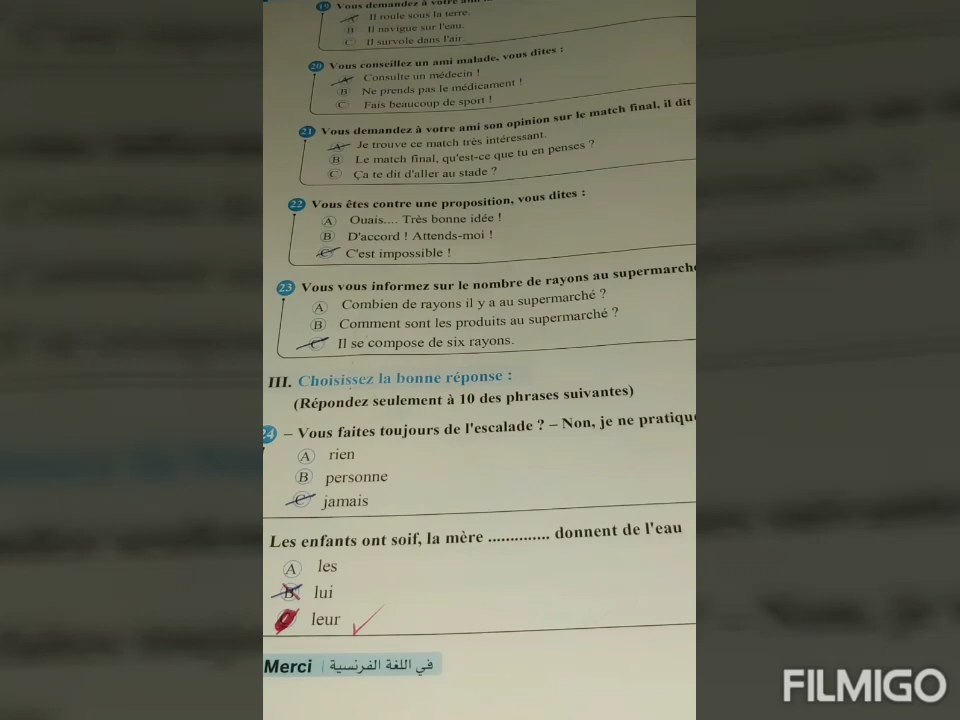 19 Vous demandez à votre
A Il roule sous la terre.
B Il navigue sur l'eau.
C Il survole dans l'air.
20 Vous conseillez un ami malade, vous dites :
A Consulte un médecin !
B Ne prends pas le médicament !
C Fais beaucoup de sport !
21 Vous demandez à votre ami son opinion sur le match final, il dit
A Je trouve ce match très intéressant.
B Le match final, qu'est-ce que tu en penses ?
C Ça te dit d'aller au stade ?
22 Vous êtes contre une proposition, vous dites :
A Ouais.... Très bonne idée !
B D'accord ! Attends-moi !
C C'est impossible !
23 Vous vous informez sur le nombre de rayons au supermarché
A Combien de rayons il y a au supermarché ?
B Comment sont les produits au supermarché ?
C Il se compose de six rayons.
III. Choisissez la bonne réponse :
(Répondez seulement à 10 des phrases suivantes)
24 – Vous faites toujours de l'escalade ? – Non, je ne pratique
A rien
B personne
C jamais
Les enfants ont soif, la mère .............. donnent de l'eau
A les
B lui
leur
Merci | في اللغة الفرنسية
FILMIGO